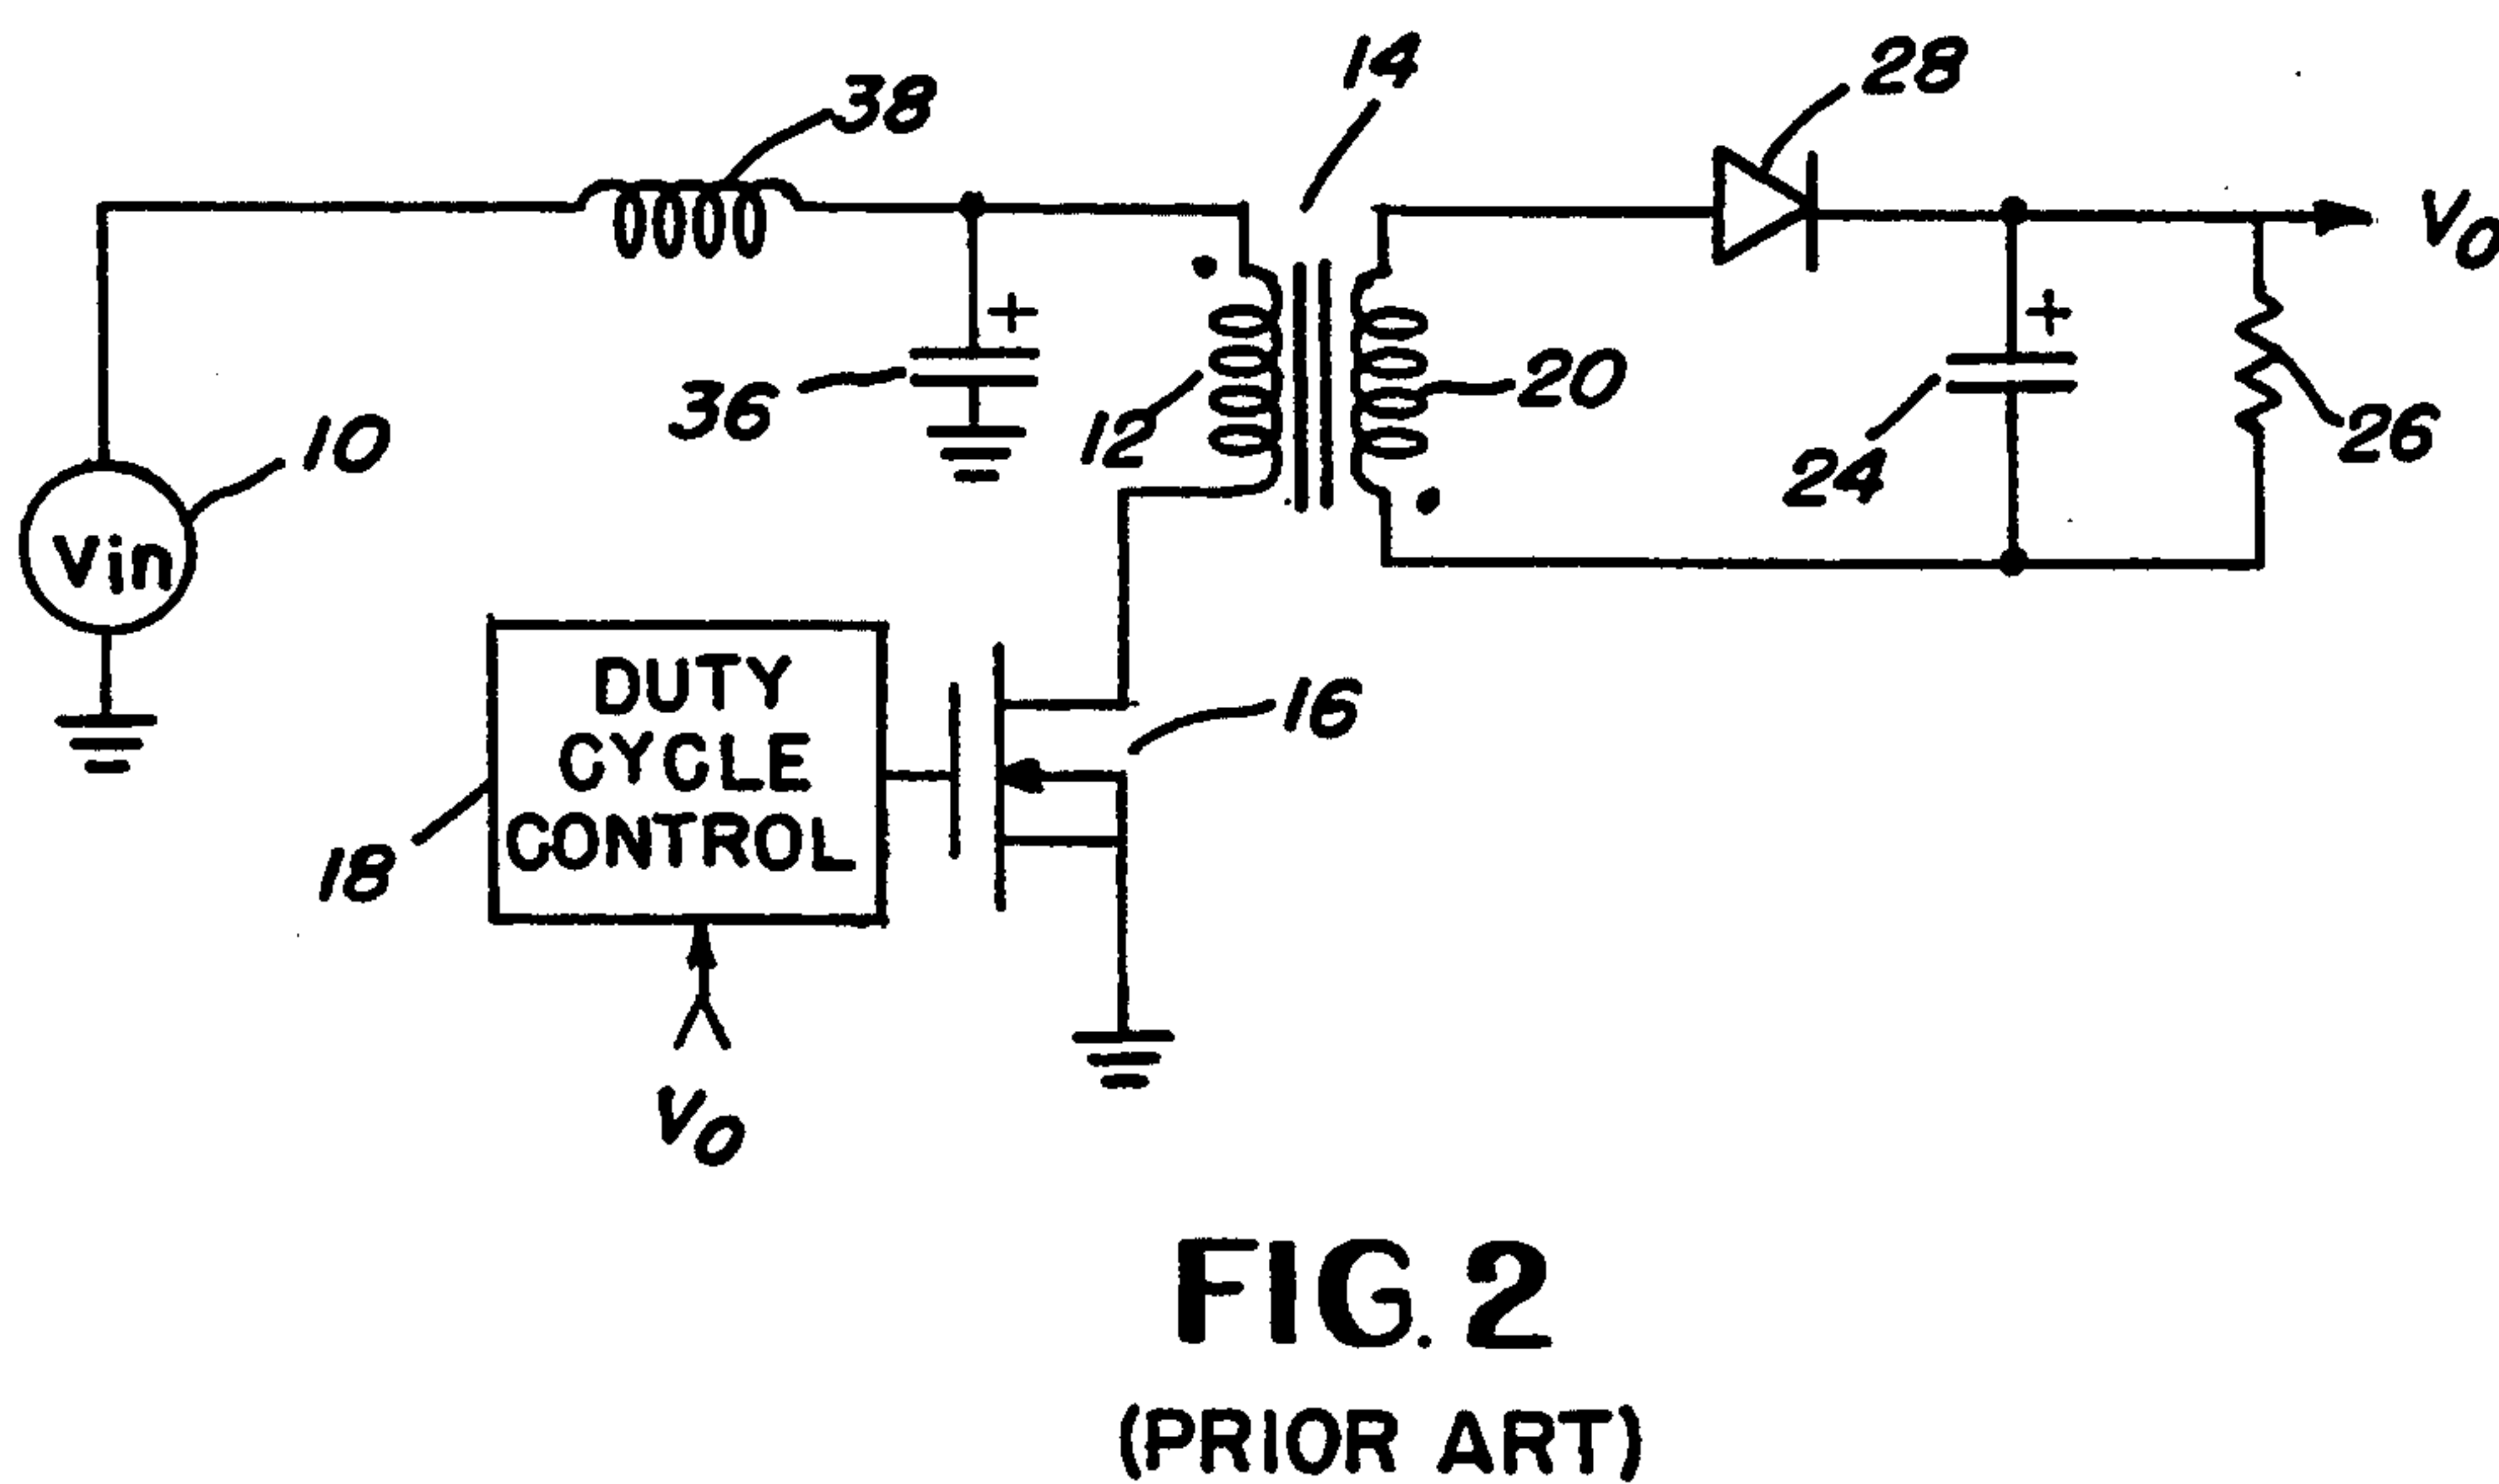 14
28
38
Vo
+
+
36
12
20
24
26
10
Vin
DUTY
CYCLE
CONTROL
16
18
Vo
FIG. 2
(PRIOR ART)